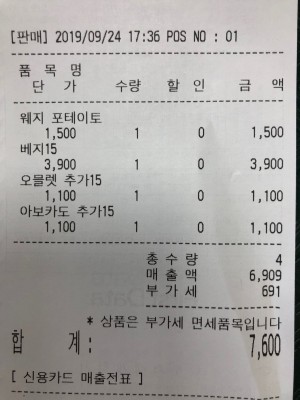 [판매] 2019/09/24 17:36 POS NO : 01
품 목 명
단 가 수량 할 인 금 액
웨지 포테이토
1,500 1 0 1,500
베지15
3,900 1 0 3,900
오믈렛 추가15
1,100 1 0 1,100
아보카도 추가15
1,100 1 0 1,100
총 수 량 4
매 출 액 6,909
부 가 세 691
* 상품은 부가세 면세품목입니다
합 계: 7,600
[ 신용카드 매출전표 ]